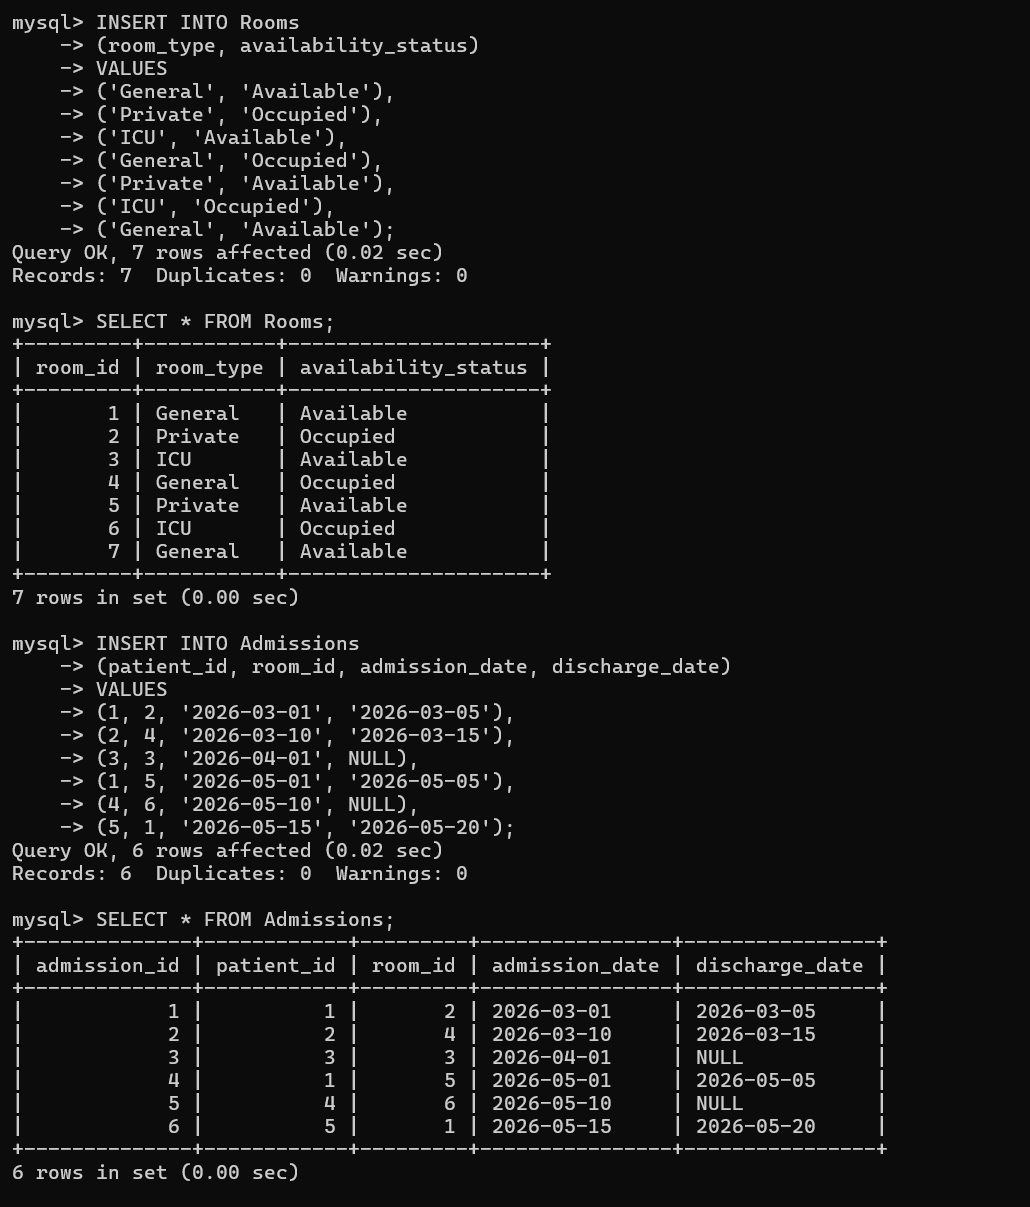 mysql> INSERT INTO Rooms
    -> (room_type, availability_status)
    -> VALUES
    -> ('General', 'Available'),
    -> ('Private', 'Occupied'),
    -> ('ICU', 'Available'),
    -> ('General', 'Occupied'),
    -> ('Private', 'Available'),
    -> ('ICU', 'Occupied'),
    -> ('General', 'Available');
Query OK, 7 rows affected (0.02 sec)
Records: 7  Duplicates: 0  Warnings: 0

mysql> SELECT * FROM Rooms;
+---------+-----------+---------------------+
| room_id | room_type | availability_status |
+---------+-----------+---------------------+
|       1 | General   | Available           |
|       2 | Private   | Occupied            |
|       3 | ICU       | Available           |
|       4 | General   | Occupied            |
|       5 | Private   | Available           |
|       6 | ICU       | Occupied            |
|       7 | General   | Available           |
+---------+-----------+---------------------+
7 rows in set (0.00 sec)

mysql> INSERT INTO Admissions
    -> (patient_id, room_id, admission_date, discharge_date)
    -> VALUES
    -> (1, 2, '2026-03-01', '2026-03-05'),
    -> (2, 4, '2026-03-10', '2026-03-15'),
    -> (3, 3, '2026-04-01', NULL),
    -> (1, 5, '2026-05-01', '2026-05-05'),
    -> (4, 6, '2026-05-10', NULL),
    -> (5, 1, '2026-05-15', '2026-05-20');
Query OK, 6 rows affected (0.02 sec)
Records: 6  Duplicates: 0  Warnings: 0

mysql> SELECT * FROM Admissions;
+--------------+------------+---------+----------------+----------------+
| admission_id | patient_id | room_id | admission_date | discharge_date |
+--------------+------------+---------+----------------+----------------+
|            1 |          1 |       2 | 2026-03-01     | 2026-03-05     |
|            2 |          2 |       4 | 2026-03-10     | 2026-03-15     |
|            3 |          3 |       3 | 2026-04-01     | NULL           |
|            4 |          1 |       5 | 2026-05-01     | 2026-05-05     |
|            5 |          4 |       6 | 2026-05-10     | NULL           |
|            6 |          5 |       1 | 2026-05-15     | 2026-05-20     |
+--------------+------------+---------+----------------+----------------+
6 rows in set (0.00 sec)